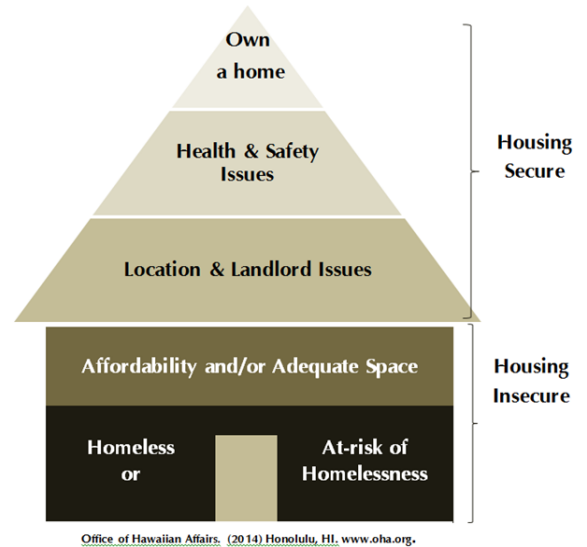 Own
a home
Health & Safety
Issues
Housing
Secure
Location & Landlord Issues
Affordability and/or Adequate Space
Housing
Insecure
Homeless
or
At-risk of
Homelessness
Office of Hawaiian Affairs. (2014) Honolulu, HI. www.oha.org.